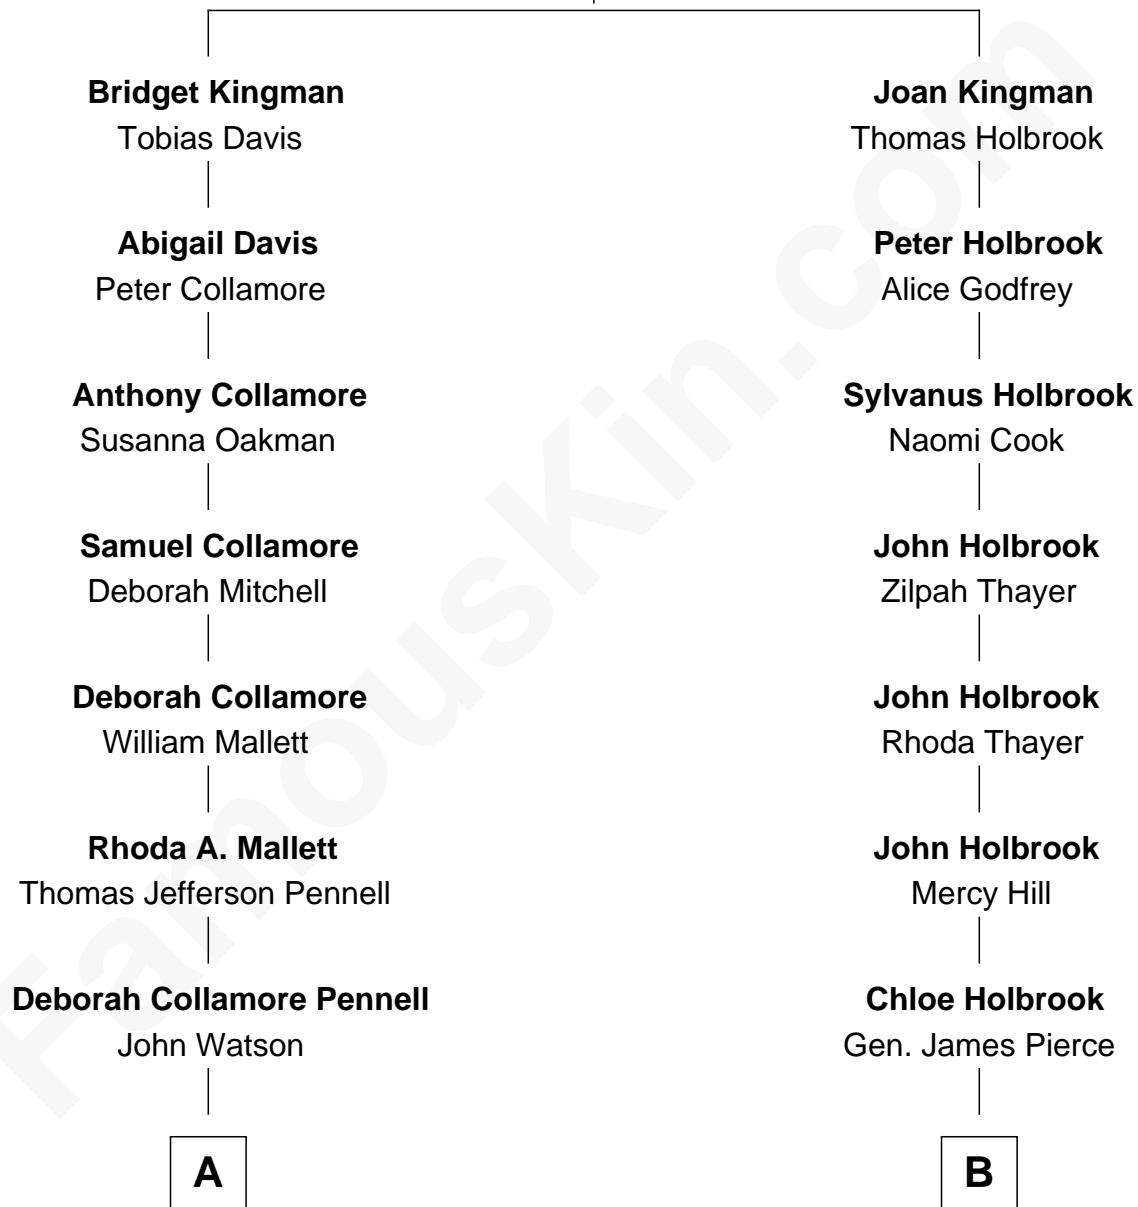 Bridget Kingman
Tobias Davis
Joan Kingman
Thomas Holbrook
Abigail Davis
Peter Collamore
Peter Holbrook
Alice Godfrey
Anthony Collamore
Susanna Oakman
Sylvanus Holbrook
Naomi Cook
Samuel Collamore
Deborah Mitchell
John Holbrook
Zilpah Thayer
Deborah Collamore
William Mallett
John Holbrook
Rhoda Thayer
Rhoda A. Mallett
Thomas Jefferson Pennell
John Holbrook
Mercy Hill
Deborah Collamore Pennell
John Watson
Chloe Holbrook
Gen. James Pierce
A
B
FamousKin.com